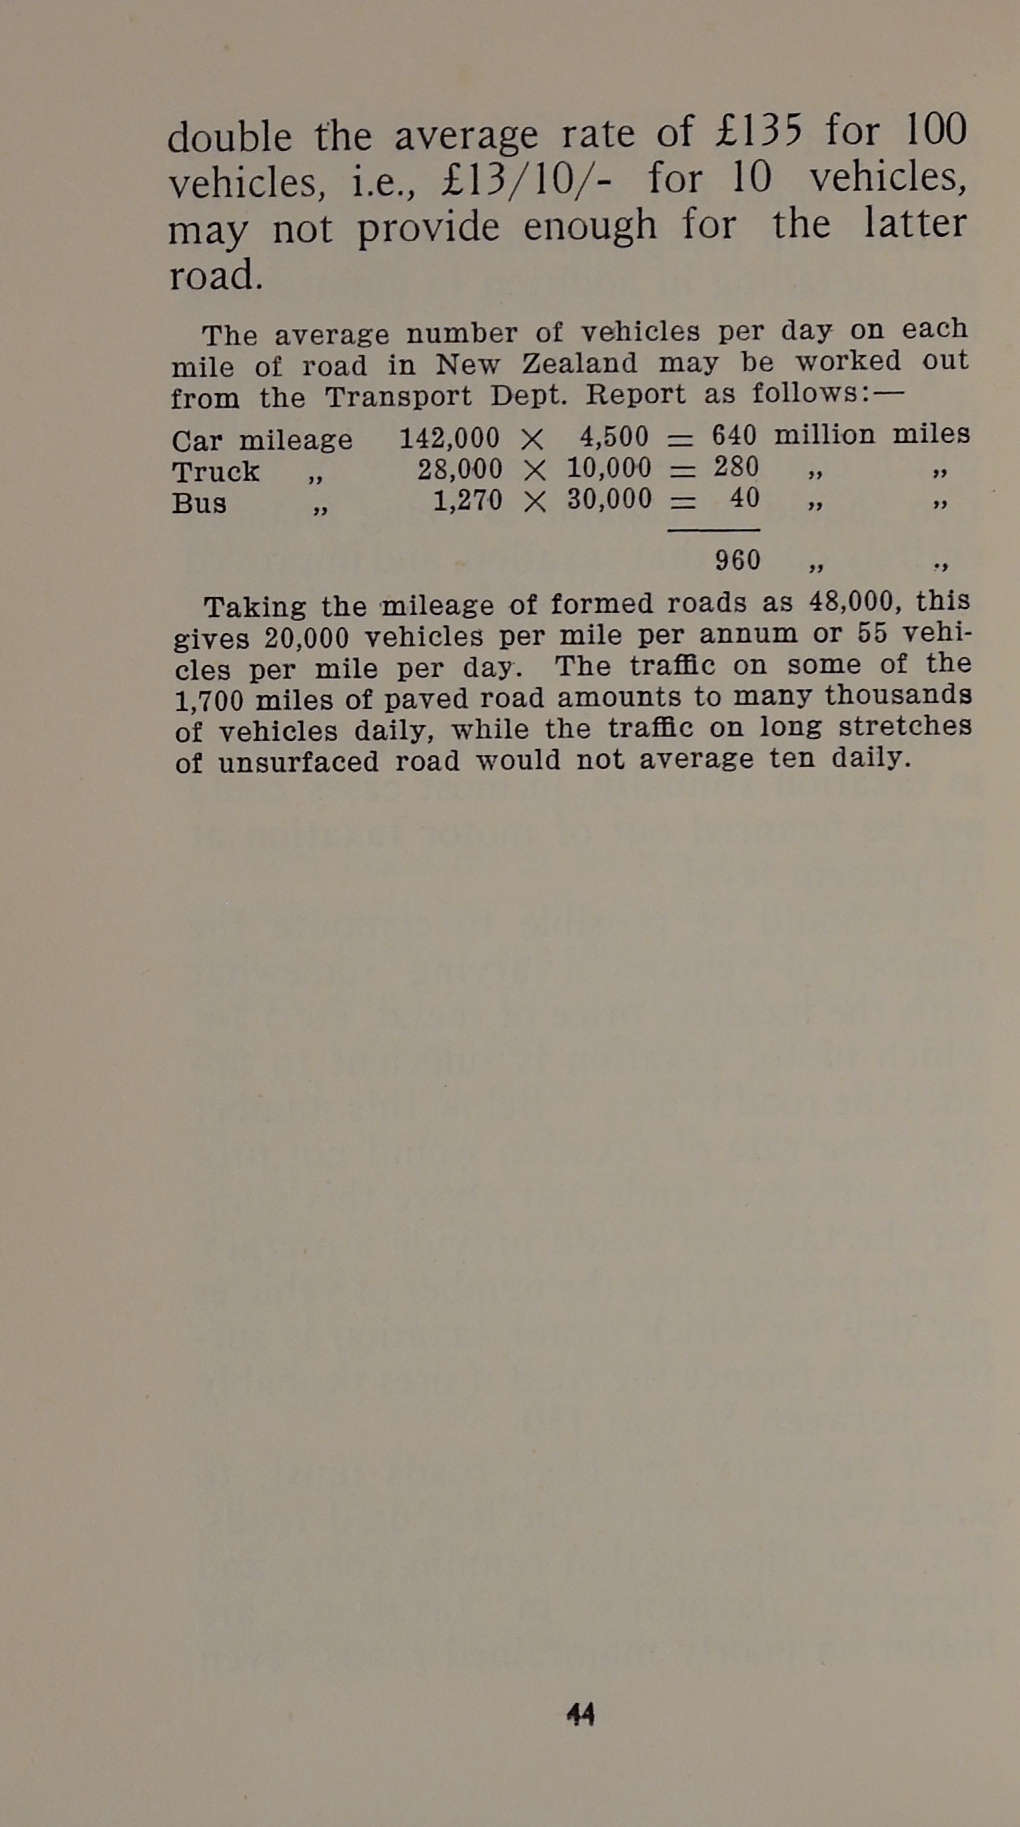 double the average rate of £135 for 100
vehicles, i.e., £13/10/- for 10 vehicles,
may not provide enough for the latter
road.
The average number of vehicles per day on each
mile of road in New Zealand may be worked out
from the Transport Dept. Report as follows:—
Car mileage 142,000 × 4,500 = 640 million miles
Truck ,, 28,000 × 10,000 = 280 ,, ,,
Bus ,, 1,270 × 30,000 = 40 ,, ,,
960 ,, .,
Taking the mileage of formed roads as 48,000, this
gives 20,000 vehicles per mile per annum or 55 vehi-
cles per mile per day. The traffic on some of the
1,700 miles of paved road amounts to many thousands
of vehicles daily, while the traffic on long stretches
of unsurfaced road would not average ten daily.
44